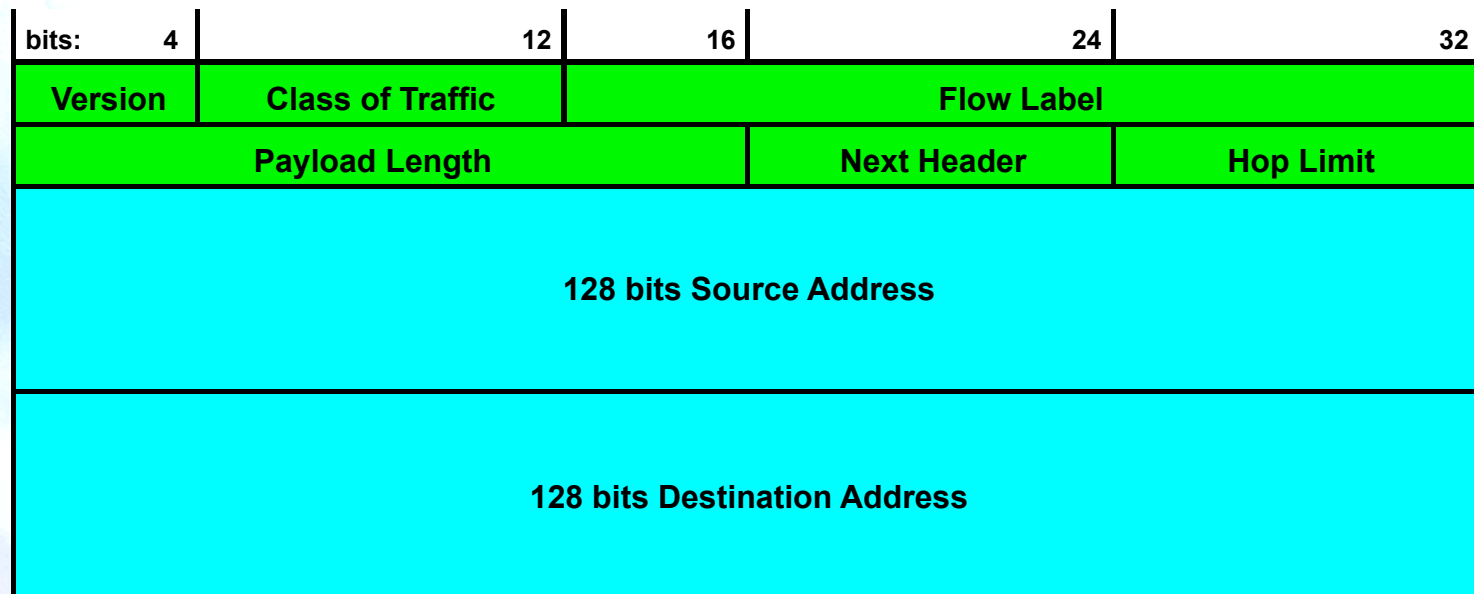 bits: 4 12 16 24 32
Version Class of Traffic Flow Label
Payload Length Next Header Hop Limit
128 bits Source Address
128 bits Destination Address